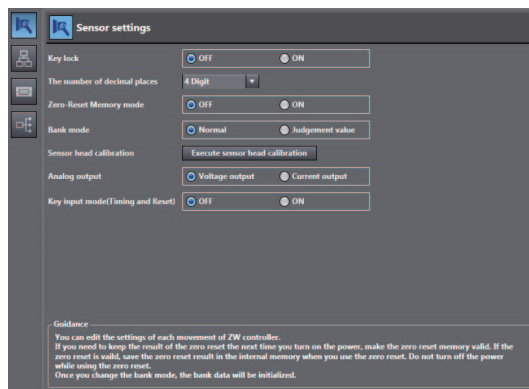 Sensor settings
Key lock OFF ON
The number of decimal places 4 Digit
Zero-Reset Memory mode OFF ON
Bank mode Normal Judgement value
Sensor head calibration Execute sensor head calibration
Analog output Voltage output Current output
Key input mode(Timing and Reset) OFF ON
Guidance
You can edit the settings of each movement of ZW controller.
If you need to keep the result of the zero reset the next time you turn on the power, make the zero reset memory valid. If the
zero reset is vaild, save the zero reset result in the internal memory when you use the zero reset. Do not turn off the power
while using the zero reset.
Once you change the bank mode, the bank data will be initialized.